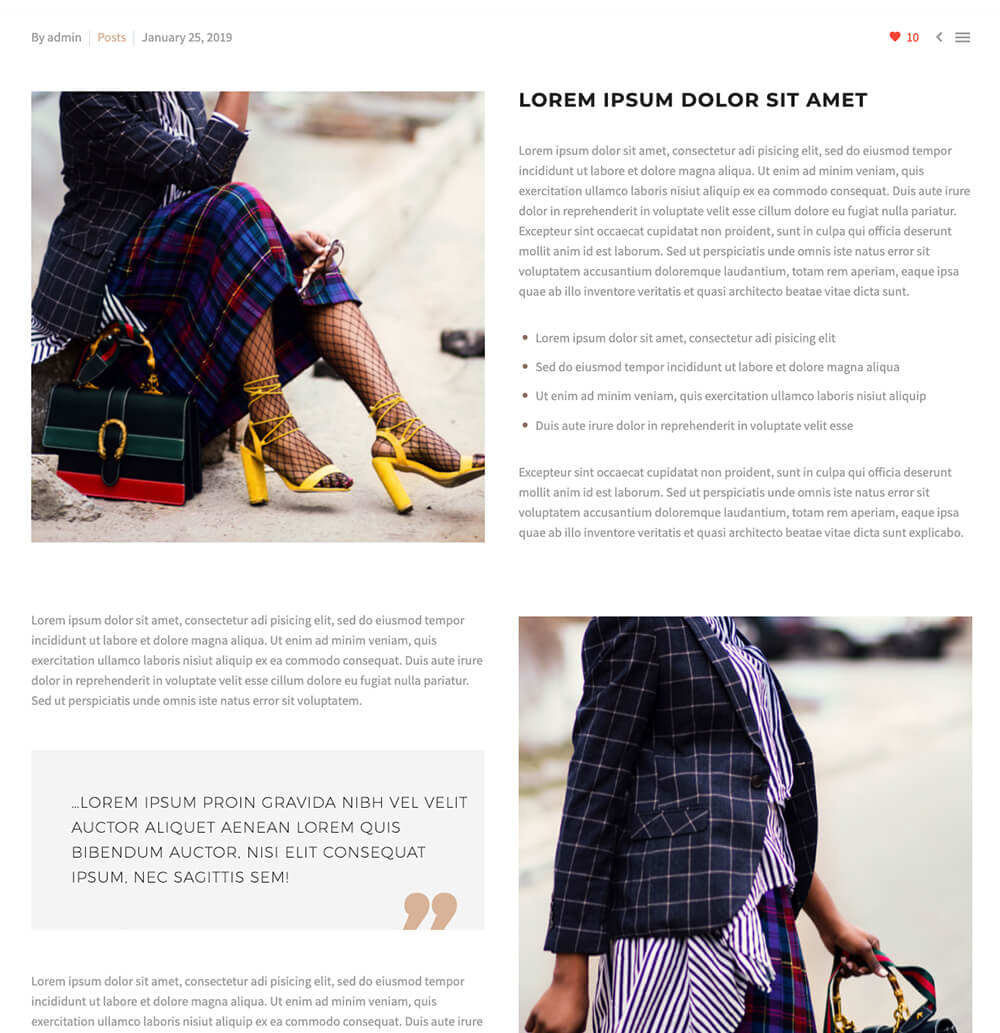 By admin Posts January 25, 2019
10
LOREM IPSUM DOLOR SIT AMET
Lorem ipsum dolor sit amet, consectetur adi pisicing elit, sed do eiusmod tempor
incididunt ut labore et dolore magna aliqua. Ut enim ad minim veniam, quis
exercitation ullamco laboris nisiut aliquip ex ea commodo consequat. Duis aute irure
dolor in reprehenderit in voluptate velit esse cillum dolore eu fugiat nulla pariatur.
Excepteur sint occaecat cupidatat non proident, sunt in culpa qui officia deserunt
mollit anim id est laborum. Sed ut perspiciatis unde omnis iste natus error sit
voluptatem accusantium doloremque laudantium, totam rem aperiam, eaque ipsa
quae ab illo inventore veritatis et quasi architecto beatae vitae dicta sunt.
• Lorem ipsum dolor sit amet, consectetur adi pisicing elit
• Sed do eiusmod tempor incididunt ut labore et dolore magna aliqua
• Ut enim ad minim veniam, quis exercitation ullamco laboris nisiut aliquip
• Duis aute irure dolor in reprehenderit in voluptate velit esse
Excepteur sint occaecat cupidatat non proident, sunt in culpa qui officia deserunt
mollit anim id est laborum. Sed ut perspiciatis unde omnis iste natus error sit
voluptatem accusantium doloremque laudantium, totam rem aperiam, eaque ipsa
quae ab illo inventore veritatis et quasi architecto beatae vitae dicta sunt explicabo.
Lorem ipsum dolor sit amet, consectetur adi pisicing elit, sed do eiusmod tempor
incididunt ut labore et dolore magna aliqua. Ut enim ad minim veniam, quis
exercitation ullamco laboris nisiut aliquip ex ea commodo consequat. Duis aute irure
dolor in reprehenderit in voluptate velit esse cillum dolore eu fugiat nulla pariatur.
Sed ut perspiciatis unde omnis iste natus error sit voluptatem.
...LOREM IPSUM PROIN GRAVIDA NIBH VEL VELIT
AUCTOR ALIQUET AENEAN LOREM QUIS
BIBENDUM AUCTOR, NISI ELIT CONSEQUAT
IPSUM, NEC SAGITTIS SEM!
”
Lorem ipsum dolor sit amet, consectetur adi pisicing elit, sed do eiusmod tempor
incididunt ut labore et dolore magna aliqua. Ut enim ad minim veniam, quis
exercitation ullamco laboris nisiut aliquip ex ea commodo consequat. Duis aute irure